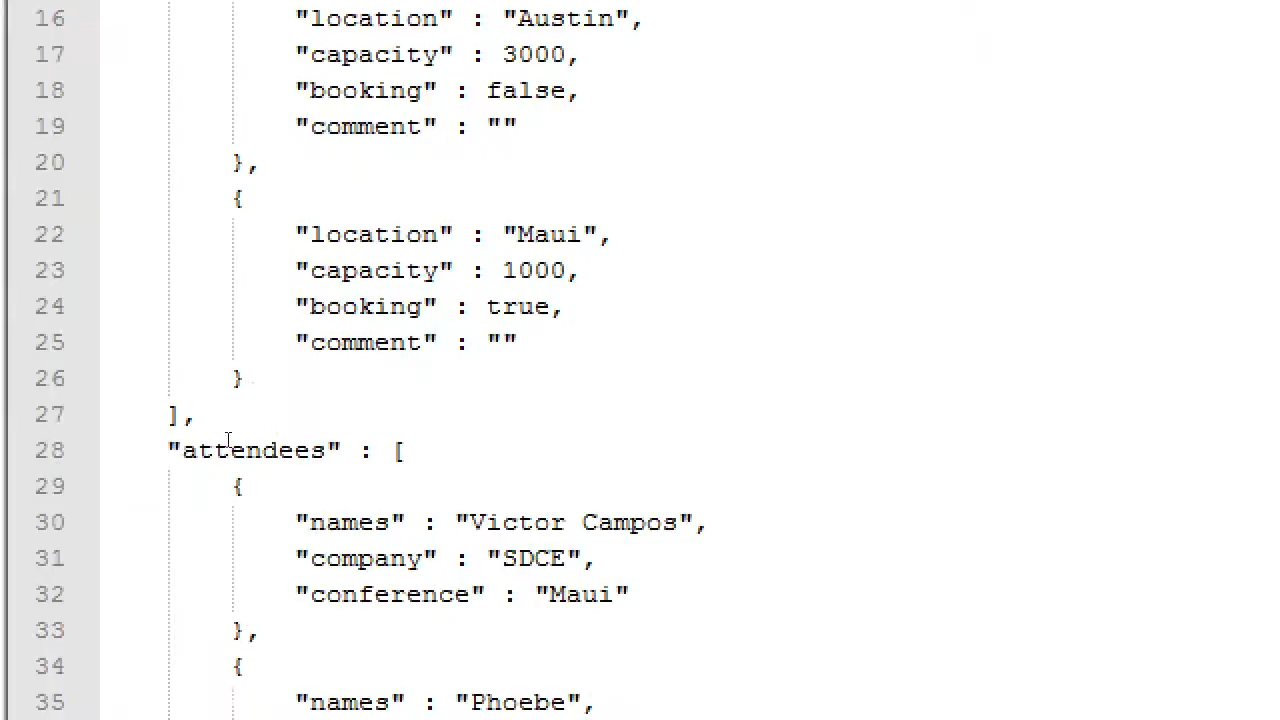 16 "location" : "Austin",
17 "capacity" : 3000,
18 "booking" : false,
19 "comment" : ""
20 },
21 {
22 "location" : "Maui",
23 "capacity" : 1000,
24 "booking" : true,
25 "comment" : ""
26 }
27 ],
28 "attendees" : [
29 {
30 "names" : "Victor Campos",
31 "company" : "SDCE",
32 "conference" : "Maui"
33 },
34 {
35 "names" : "Phoebe",